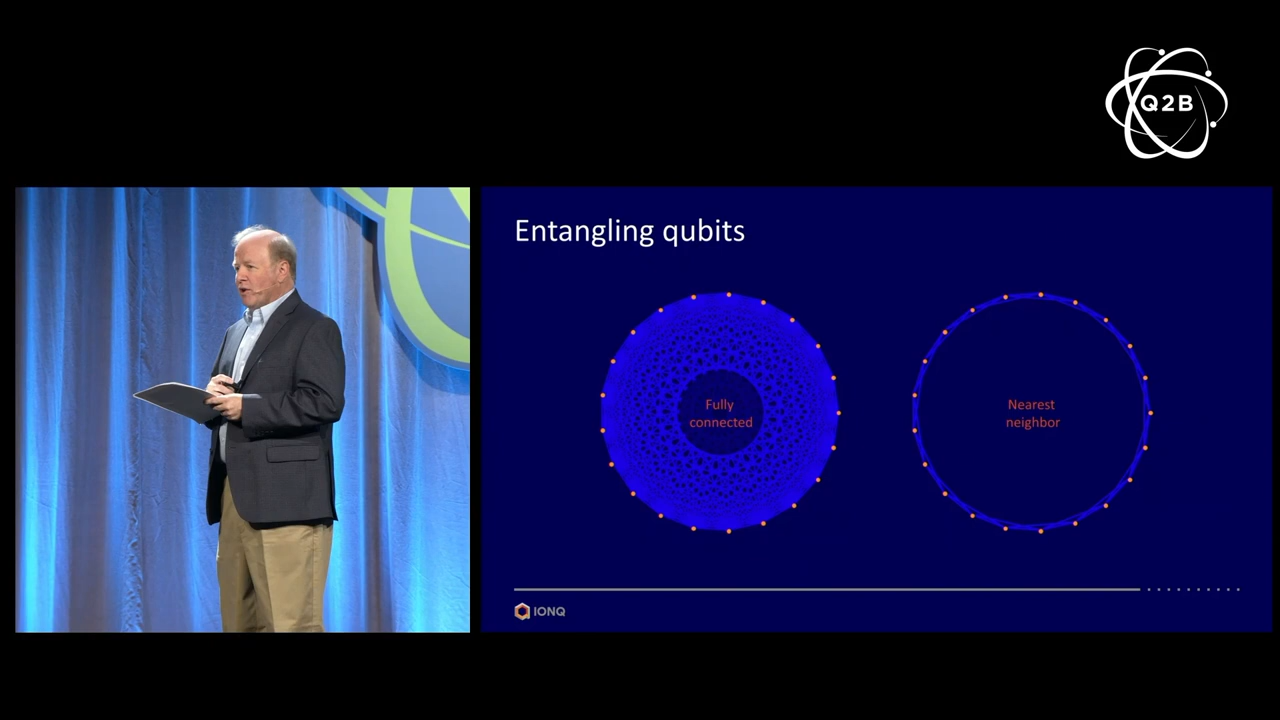 Q2B
Entangling qubits
Fully
connected
Nearest
neighbor
IONQ